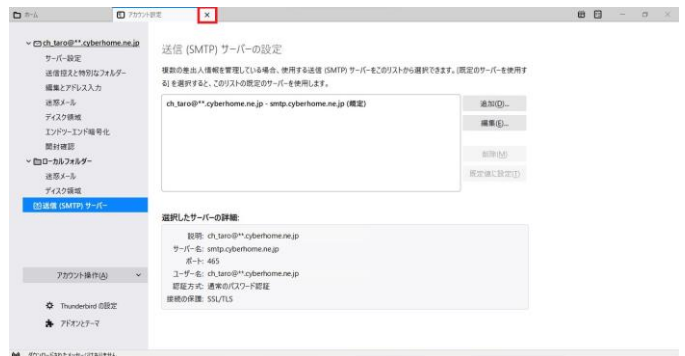 ホーム
アカウント設定
ch_taro@**.cyberhome.ne.jp
サーバー設定
送信控えと特別なフォルダー
編集とアドレス入力
迷惑メール
ディスク領域
エンドツーエンド暗号化
開封確認
ローカルフォルダー
迷惑メール
ディスク領域
送信 (SMTP) サーバー
アカウント操作(A)
Thunderbird の設定
アドオンとテーマ
送信 (SMTP) サーバーの設定
複数の差出人情報を管理している場合、使用する送信 (SMTP) サーバーをこのリストから選択できます。[既定のサーバーを使用す
る] を選択すると、このリストの既定のサーバーを使用します。
ch_taro@**.cyberhome.ne.jp - smtp.cyberhome.ne.jp (既定)
追加(D)...
編集(E)...
削除(M)
既定値に設定(T)
選択したサーバーの詳細:
説明: ch_taro@**.cyberhome.ne.jp
サーバー名: smtp.cyberhome.ne.jp
ポート: 465
ユーザー名: ch_taro@**.cyberhome.ne.jp
認証方式: 通常のパスワード認証
接続の保護: SSL/TLS